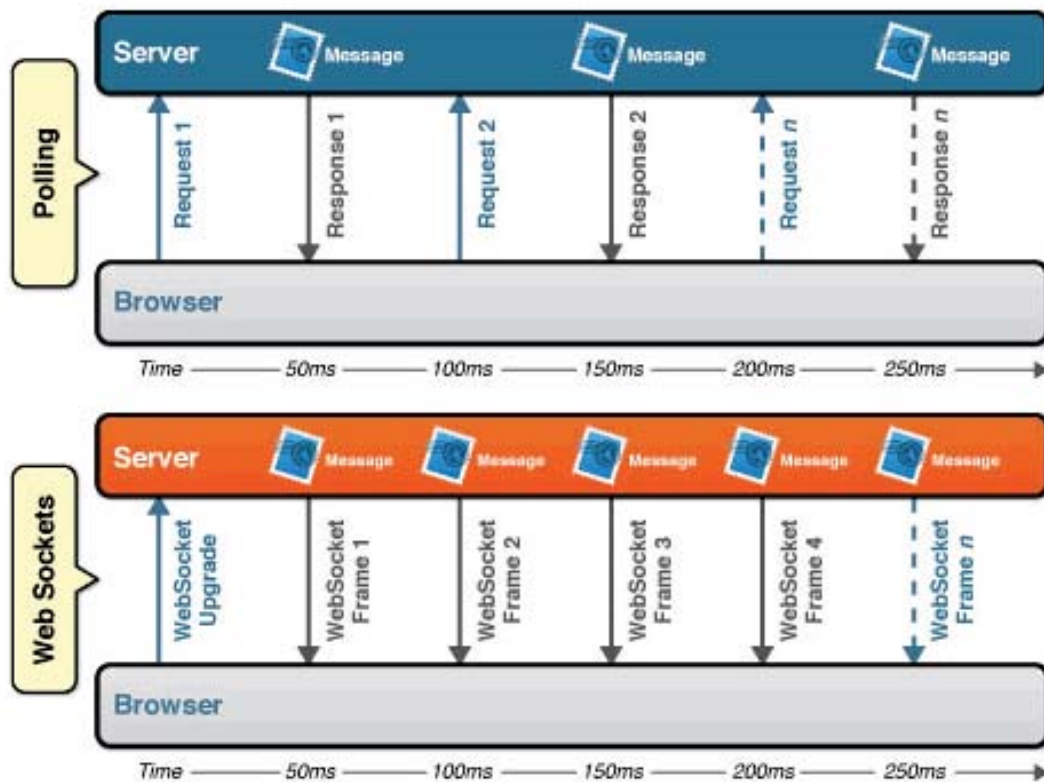 Polling
Server
Message
Message
Message
Request 1
Response 1
Request 2
Response 2
Request n
Response n
Browser
Time 50ms 100ms 150ms 200ms 250ms
Web Sockets
Server
Message
Message
Message
Message
Message
WebSocket
Upgrade
WebSocket
Frame 1
WebSocket
Frame 2
WebSocket
Frame 3
WebSocket
Frame 4
WebSocket
Frame n
Browser
Time 50ms 100ms 150ms 200ms 250ms